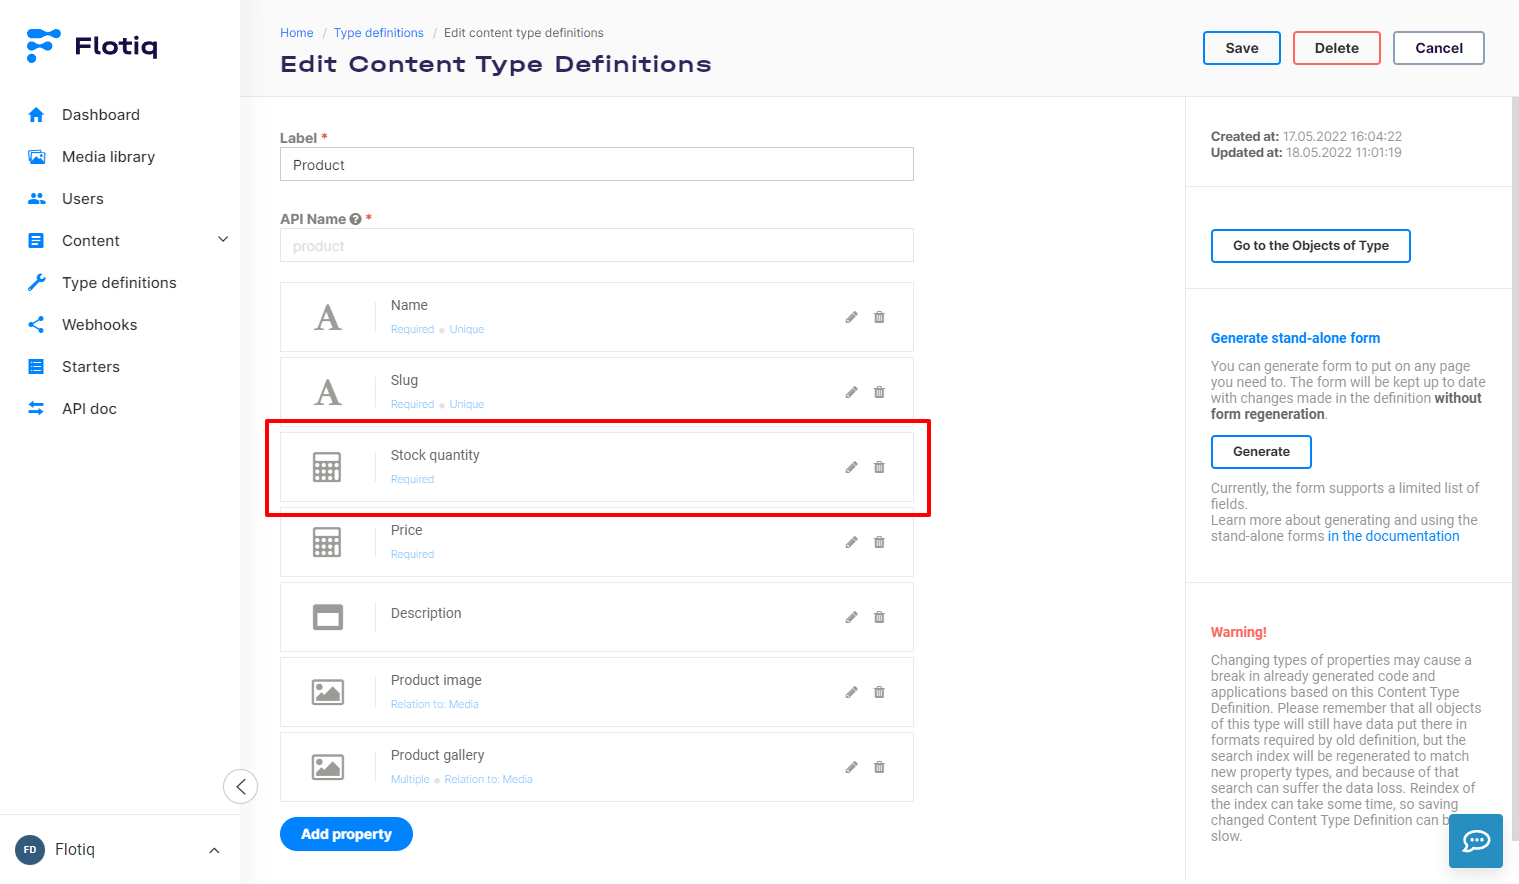 Flotiq
Dashboard
Media library
Users
Content
Type definitions
Webhooks
Starters
API doc
FD
Flotiq
Home / Type definitions / Edit content type definitions
Edit Content Type Definitions
Save
Delete
Cancel
Label *
Product
API Name ? *
product
Name
Required Unique
Slug
Required Unique
Stock quantity
Required
Price
Required
Description
Product image
Relation to: Media
Product gallery
Multiple Relation to: Media
Add property
Created at: 17.05.2022 16:04:22
Updated at: 18.05.2022 11:01:19
Go to the Objects of Type
Generate stand-alone form
You can generate form to put on any page
you need to. The form will be kept up to date
with changes made in the definition without
form regeneration.
Generate
Currently, the form supports a limited list of
fields.
Learn more about generating and using the
stand-alone forms in the documentation
Warning!
Changing types of properties may cause a
break in already generated code and
applications based on this Content Type
Definition. Please remember that all objects
of this type will still have data put there in
formats required by old definition, but the
search index will be regenerated to match
new property types, and because of that
search can suffer the data loss. Reindex of
the index can take some time, so saving
changed Content Type Definition can
slow.